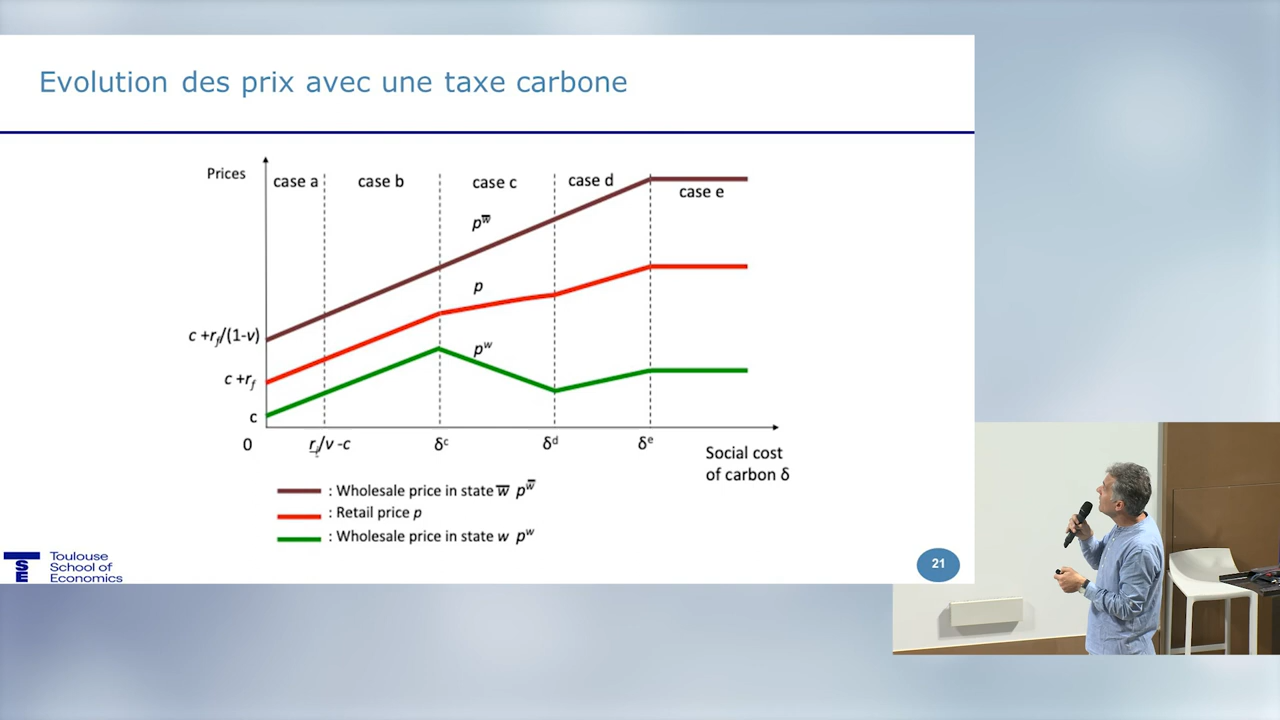 Evolution des prix avec une taxe carbone
Prices
case a
case b
case c
case d
case e
p^w̅
p
p^w
c +r_f/(1-ν)
c +r_f
c
0
r_f/ν -c
δ^c
δ^d
δ^e
Social cost
of carbon δ
: Wholesale price in state w̅ p^w̅
: Retail price p
: Wholesale price in state w p^w
TSE
Toulouse
School of
Economics
21